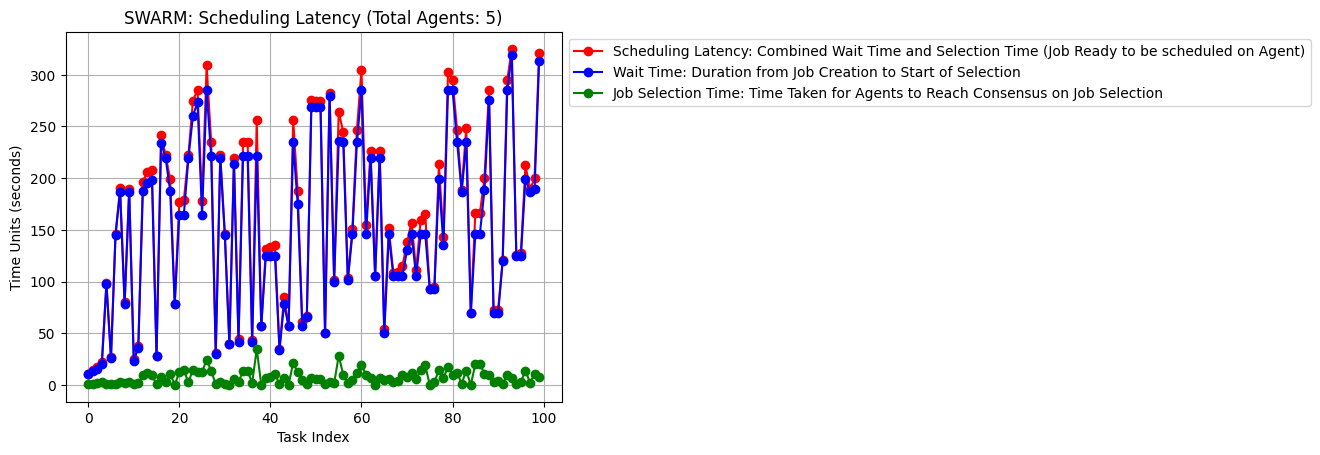 SWARM: Scheduling Latency (Total Agents: 5)
Scheduling Latency: Combined Wait Time and Selection Time (Job Ready to be scheduled on Agent)
Wait Time: Duration from Job Creation to Start of Selection
Job Selection Time: Time Taken for Agents to Reach Consensus on Job Selection
Time Units (seconds)
300
250
200
150
100
50
0
0 20 40 60 80 100
Task Index